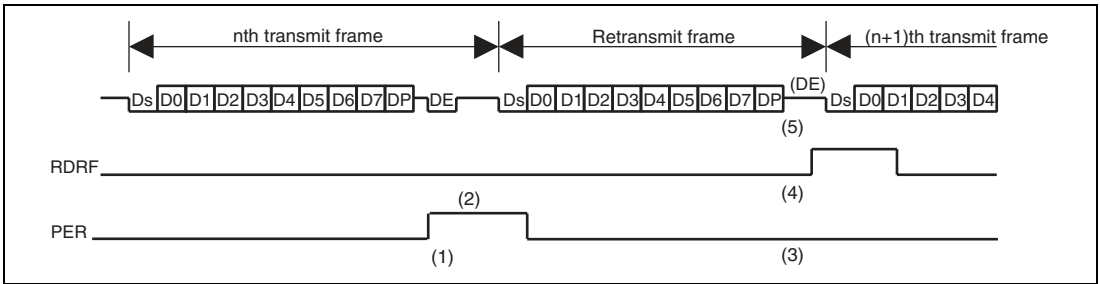 nth transmit frame Retransmit frame (n+1)th transmit frame
(DE)
Ds D0 D1 D2 D3 D4 D5 D6 D7 DP DE Ds D0 D1 D2 D3 D4 D5 D6 D7 DP Ds D0 D1 D2 D3 D4
(5)
RDRF
(4)
(2)
PER
(1) (3)